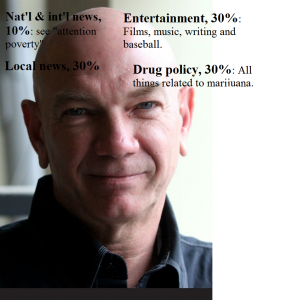 Nat'l & int'l news,
10%: see "attention
poverty"
Local news, 30%
Entertainment, 30%:
Films, music, writing and
baseball.
Drug policy, 30%: All
things related to marijuana.